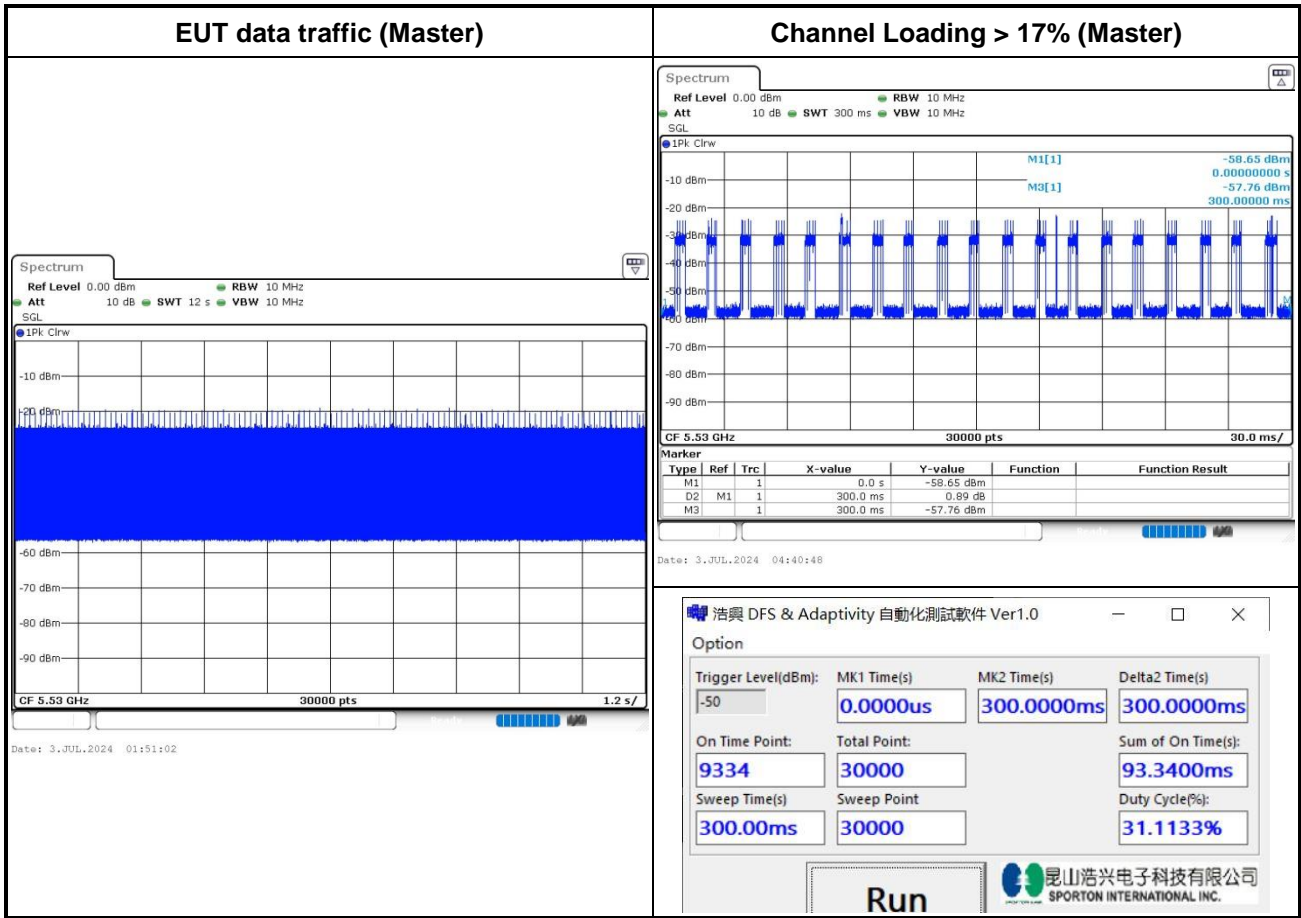 EUT data traffic (Master)
Spectrum
Ref Level 0.00 dBm RBW 10 MHz
Att 10 dB SWT 12 s VBW 10 MHz
SGL
1Pk Clrw
-10 dBm
-20 dBm
-60 dBm
-70 dBm
-80 dBm
-90 dBm
CF 5.53 GHz 30000 pts 1.2 s/
Date: 3.JUL.2024 01:51:02
Channel Loading > 17% (Master)
Spectrum
Ref Level 0.00 dBm RBW 10 MHz
Att 10 dB SWT 300 ms VBW 10 MHz
SGL
1Pk Clrw
M1[1] -58.65 dBm
0.00000000 s
M3[1] -57.76 dBm
300.00000 ms
-10 dBm
-20 dBm
-30 dBm
-40 dBm
-50 dBm
-60 dBm
-70 dBm
-80 dBm
-90 dBm
CF 5.53 GHz 30000 pts 30.0 ms/
Marker
Type Ref Trc X-value Y-value Function Function Result
M1 1 0.0 s -58.65 dBm
D2 M1 1 300.0 ms 0.89 dB
M3 1 300.0 ms -57.76 dBm
Date: 3.JUL.2024 04:40:48
浩興 DFS & Adaptivity 自動化測試軟件 Ver1.0
Option
Trigger Level(dBm): MK1 Time(s) MK2 Time(s) Delta2 Time(s)
-50 0.0000us 300.0000ms 300.0000ms
On Time Point: Total Point: Sum of On Time(s):
9334 30000 93.3400ms
Sweep Time(s) Sweep Point Duty Cycle(%):
300.00ms 30000 31.1133%
Run
昆山浩兴电子科技有限公司
SPORTON INTERNATIONAL INC.